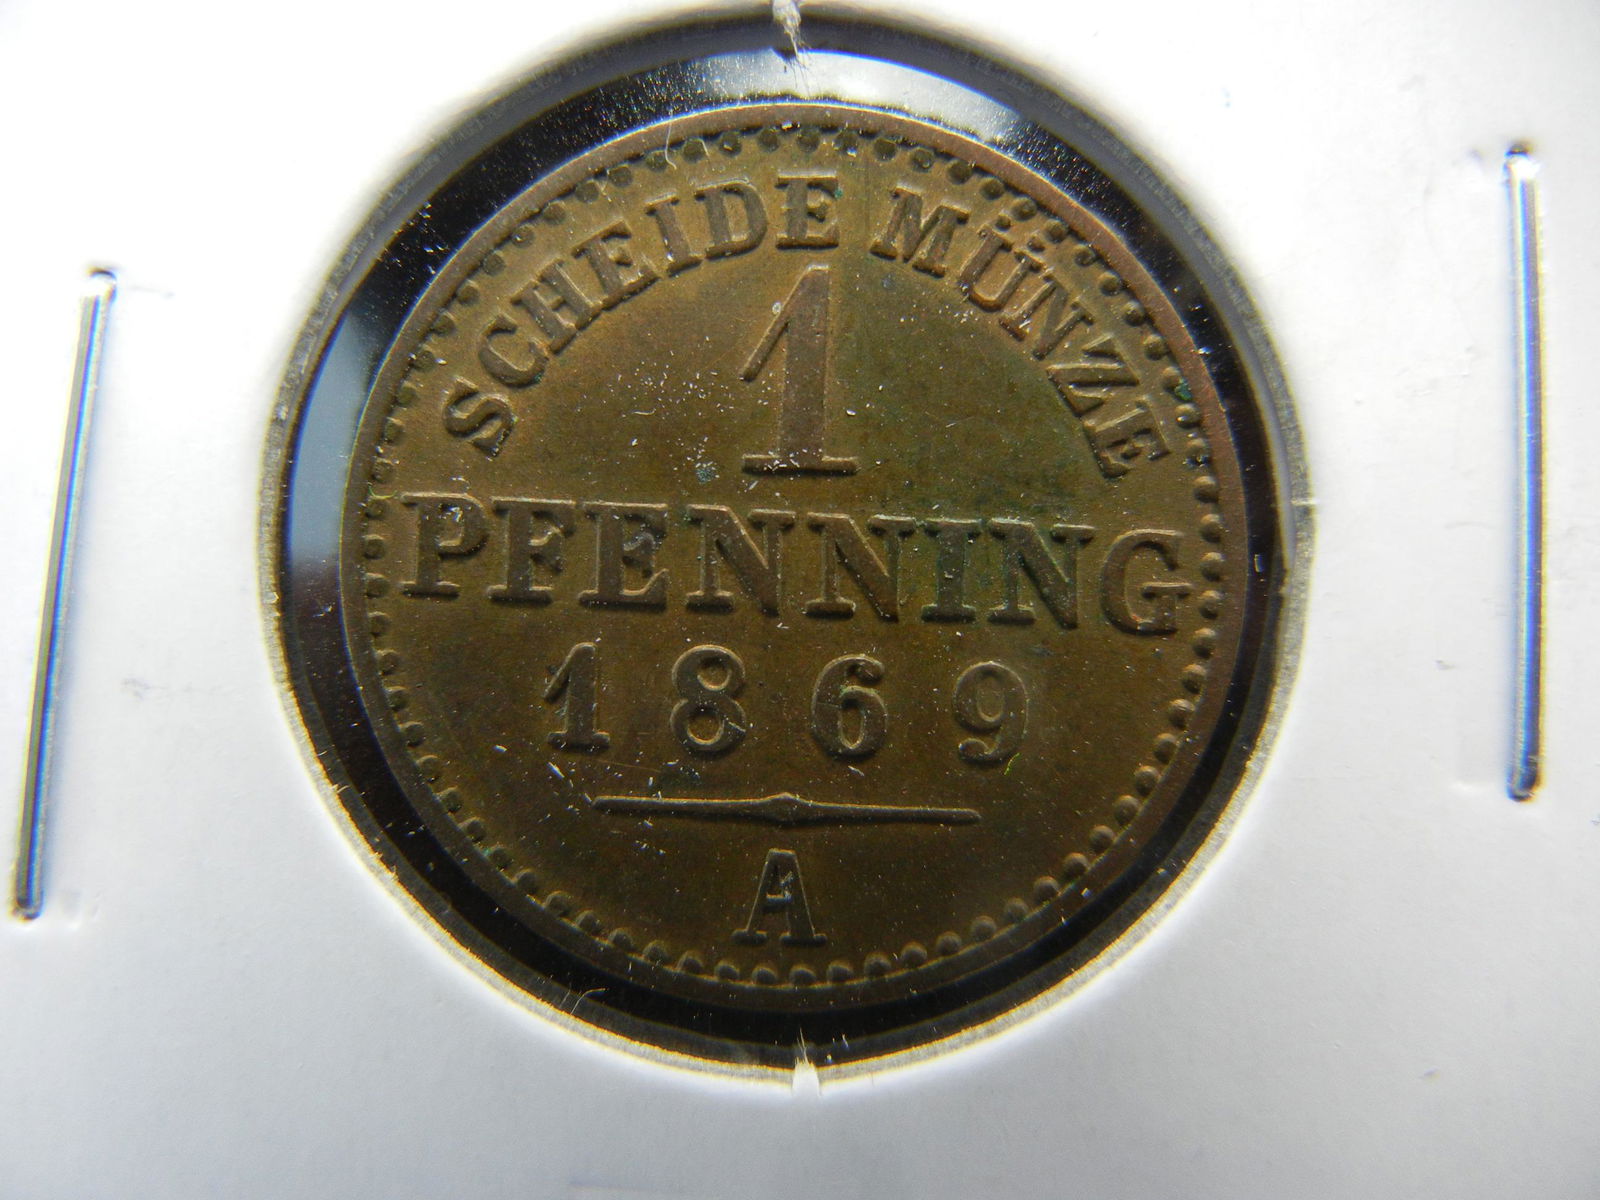 SCHEIDE MÜNZE
1
PFENNING
1869
A